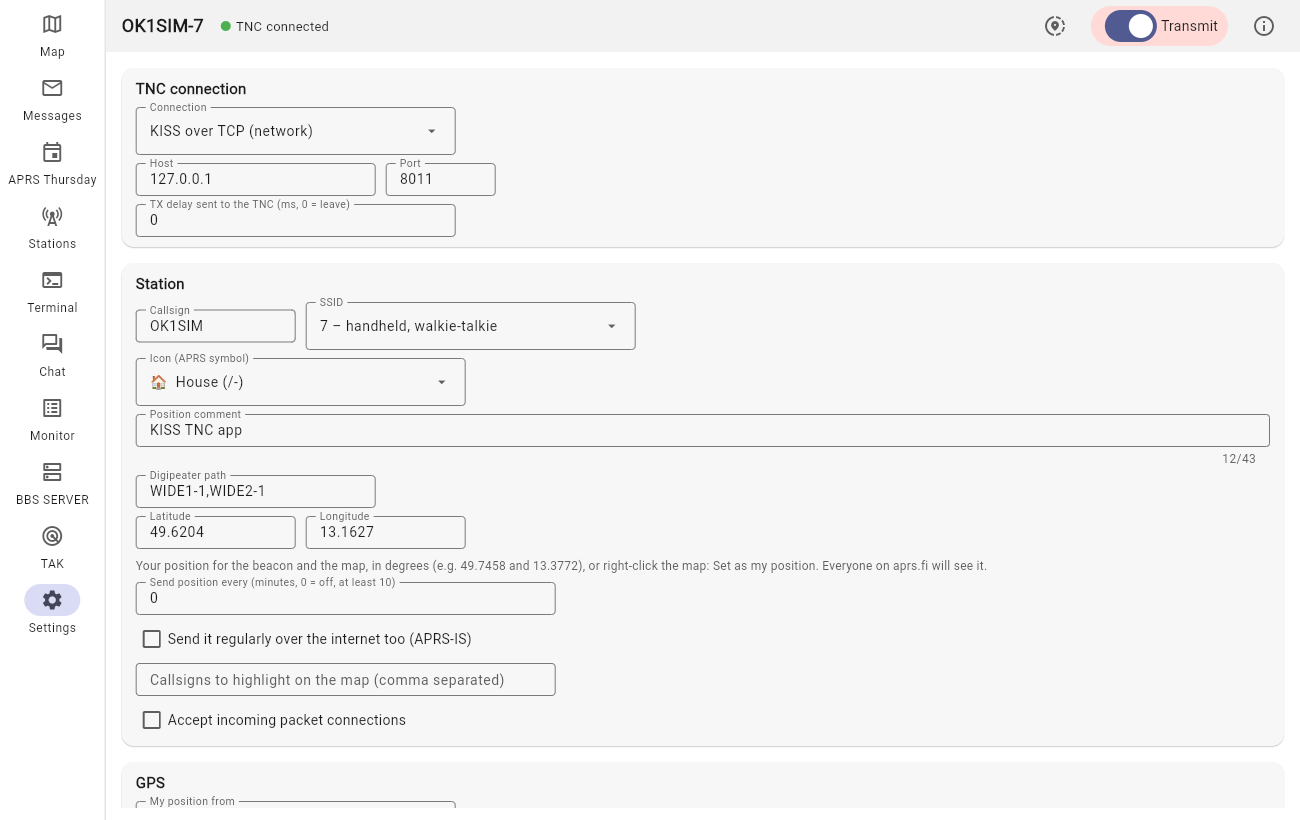 OK1SIM-7
TNC connected
Transmit
Map
Messages
APRS Thursday
Stations
Terminal
Chat
Monitor
BBS SERVER
TAK
Settings
TNC connection
Connection
KISS over TCP (network)
Host
127.0.0.1
Port
8011
TX delay sent to the TNC (ms, 0 = leave)
0
Station
Callsign
OK1SIM
SSID
7 – handheld, walkie-talkie
Icon (APRS symbol)
House (/-)
Position comment
KISS TNC app
12/43
Digipeater path
WIDE1-1,WIDE2-1
Latitude
49.6204
Longitude
13.1627
Your position for the beacon and the map, in degrees (e.g. 49.7458 and 13.3772), or right-click the map: Set as my position. Everyone on aprs.fi will see it.
Send position every (minutes, 0 = off, at least 10)
0
Send it regularly over the internet too (APRS-IS)
Callsigns to highlight on the map (comma separated)
Accept incoming packet connections
GPS
My position from